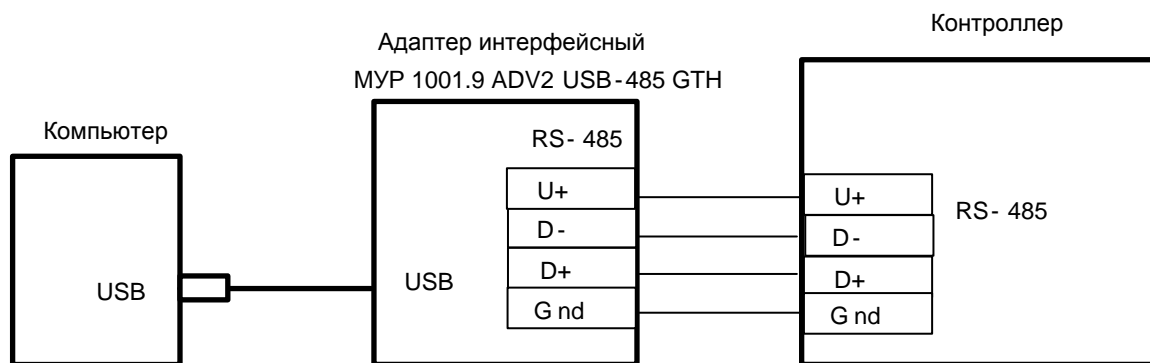 Контроллер
Адаптер интерфейсный
МУР 1001.9 ADV2 USB-485 GTH
Компьютер
RS- 485
U+
D-
D+
G nd
USB
USB
U+
D-
D+
G nd
RS- 485